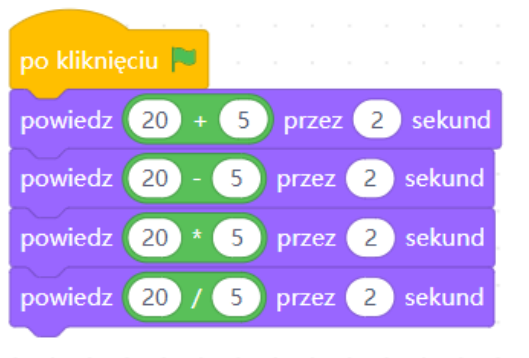 po kliknięciu
powiedz 20 + 5 przez 2 sekund
powiedz 20 - 5 przez 2 sekund
powiedz 20 * 5 przez 2 sekund
powiedz 20 / 5 przez 2 sekund